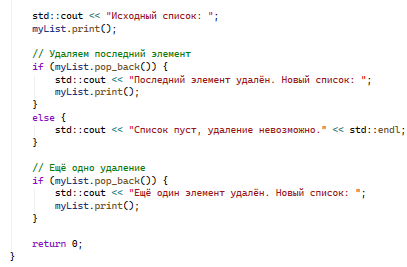 std::cout << "Исходный список: ";
myList.print();
// Удаляем последний элемент
if (myList.pop_back()) {
std::cout << "Последний элемент удалён. Новый список: ";
myList.print();
}
else {
std::cout << "Список пуст, удаление невозможно." << std::endl;
}
// Ещё одно удаление
if (myList.pop_back()) {
std::cout << "Ещё один элемент удалён. Новый список: ";
myList.print();
}
return 0;
}